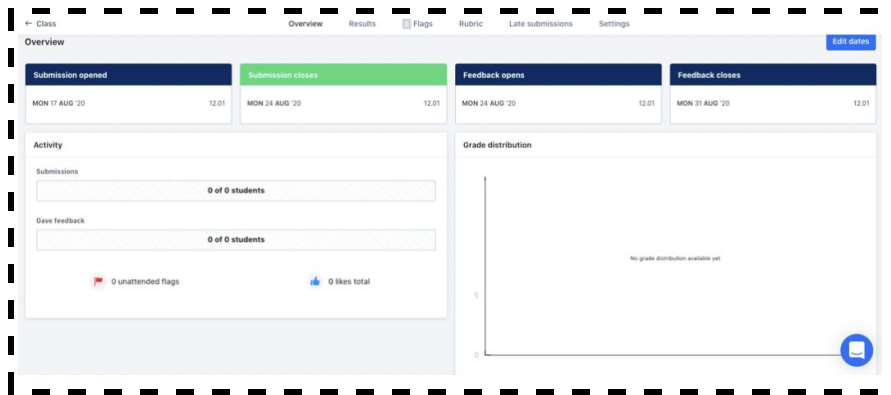 ← Class
Overview Results Flags Rubric Late submissions Settings
Overview
Edit dates
Submission opened Submission closes Feedback opens Feedback closes
MON 17 AUG '20 12.01 MON 24 AUG '20 12.01 MON 24 AUG '20 12.01 MON 31 AUG '20 12.01
Activity
Submissions
0 of 0 students
Gave feedback
0 of 0 students
0 unattended flags 0 likes total
Grade distribution
No grade distribution available yet
5
0